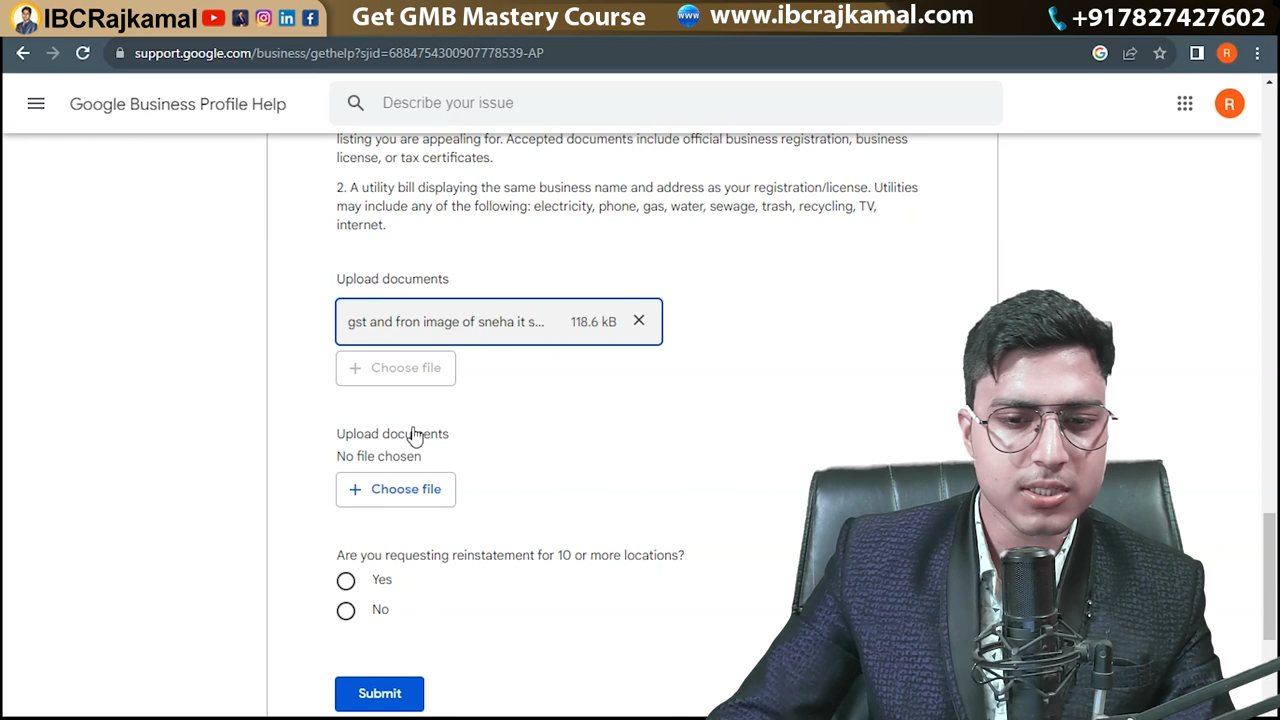 IBCRajkamal
Get GMB Mastery Course
www.ibcrajkamal.com
+917827427602
support.google.com/business/gethelp?sjid=6884754300907778539-AP
R
Google Business Profile Help
Describe your issue
R
listing you are appealing for. Accepted documents include official business registration, business
license, or tax certificates.
2. A utility bill displaying the same business name and address as your registration/license. Utilities
may include any of the following: electricity, phone, gas, water, sewage, trash, recycling, TV,
internet.
Upload documents
gst and fron image of sneha it s... 118.6 kB
+ Choose file
Upload documents
No file chosen
+ Choose file
Are you requesting reinstatement for 10 or more locations?
Yes
No
Submit